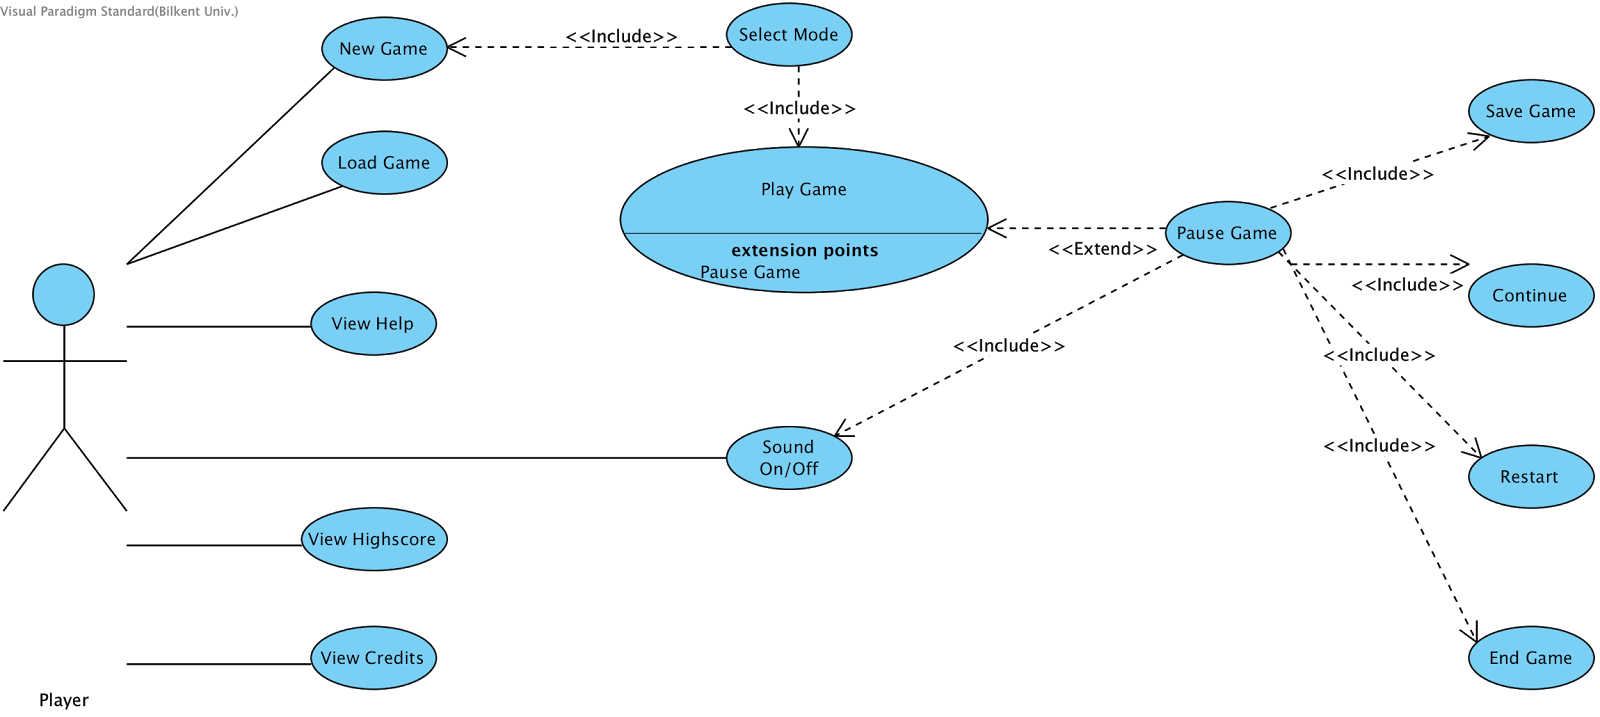 Visual Paradigm Standard(Bilkent Univ.)
New Game
<<Include>>
Select Mode
<<Include>>
Load Game
Play Game
extension points
Pause Game
<<Extend>>
Pause Game
<<Include>>
Save Game
<<Include>>
Continue
View Help
<<Include>>
<<Include>>
Restart
Sound
On/Off
<<Include>>
End Game
View Highscore
View Credits
Player